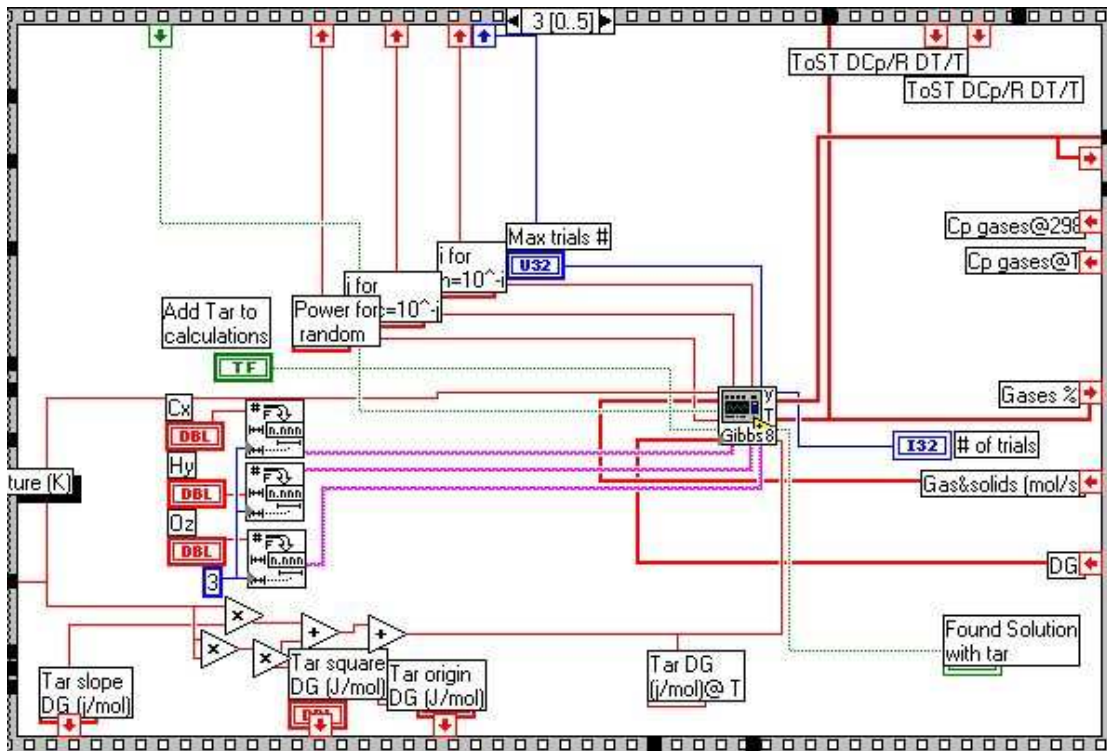 3 [0..5]
ToST DCp/R DT/T
ToST DCp/R DT/T
Cp gases@298
Cp gases@T
Max trials #
U32
i for
n=10^-i
i for
c=10^-i
Power for
random
Add Tar to
calculations
TF
Gases %
y
T
Gibbs 8
Cx
DBL
#
n.nnn
I32
# of trials
Hy
DBL
#
n.nnn
ture (K)
Gas&solids (mol/s
Oz
DBL
#
n.nnn
3
DG
x
+
+
x
x
Found Solution
with tar
Tar slope
DG (j/mol)
Tar square
DG (J/mol)
Tar origin
DG (J/mol)
Tar DG
(j/mol)@ T